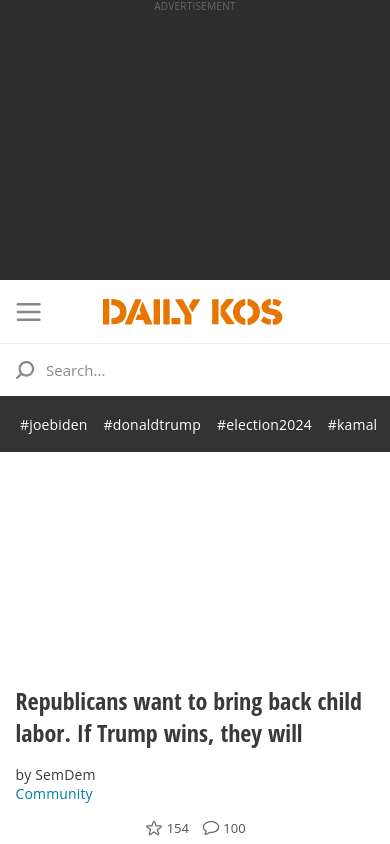 ADVERTISEMENT
DAILY KOS
Search...
#joebiden #donaldtrump #election2024 #kamal
Republicans want to bring back child
labor. If Trump wins, they will
by SemDem
Community
154 100